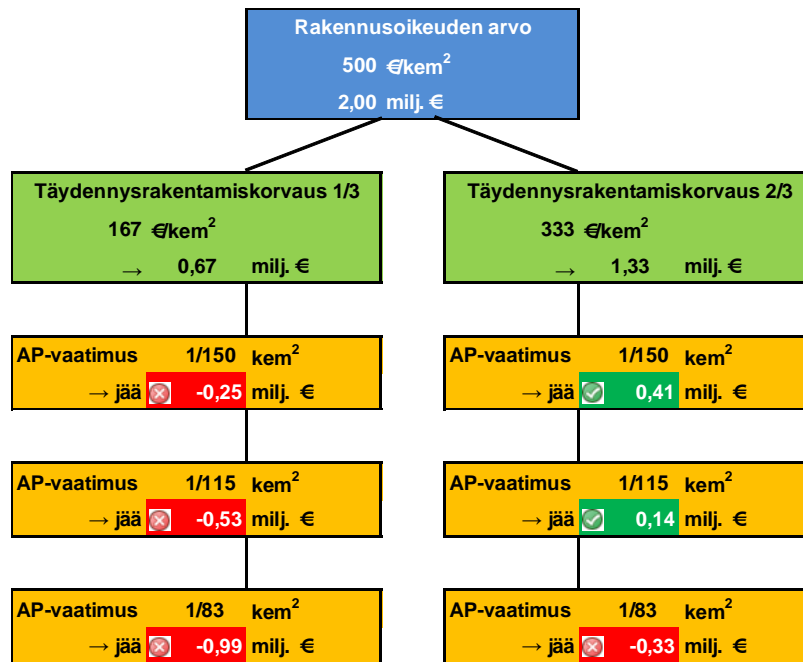 Rakennusoikeuden arvo
500 €/kem²
2,00 milj. €
Täydennysrakentamiskorvaus 1/3
167 €/kem²
→ 0,67 milj. €
AP-vaatimus 1/150 kem²
→ jää -0,25 milj. €
AP-vaatimus 1/115 kem²
→ jää -0,53 milj. €
AP-vaatimus 1/83 kem²
→ jää -0,99 milj. €
Täydennysrakentamiskorvaus 2/3
333 €/kem²
→ 1,33 milj. €
AP-vaatimus 1/150 kem²
→ jää 0,41 milj. €
AP-vaatimus 1/115 kem²
→ jää 0,14 milj. €
AP-vaatimus 1/83 kem²
→ jää -0,33 milj. €